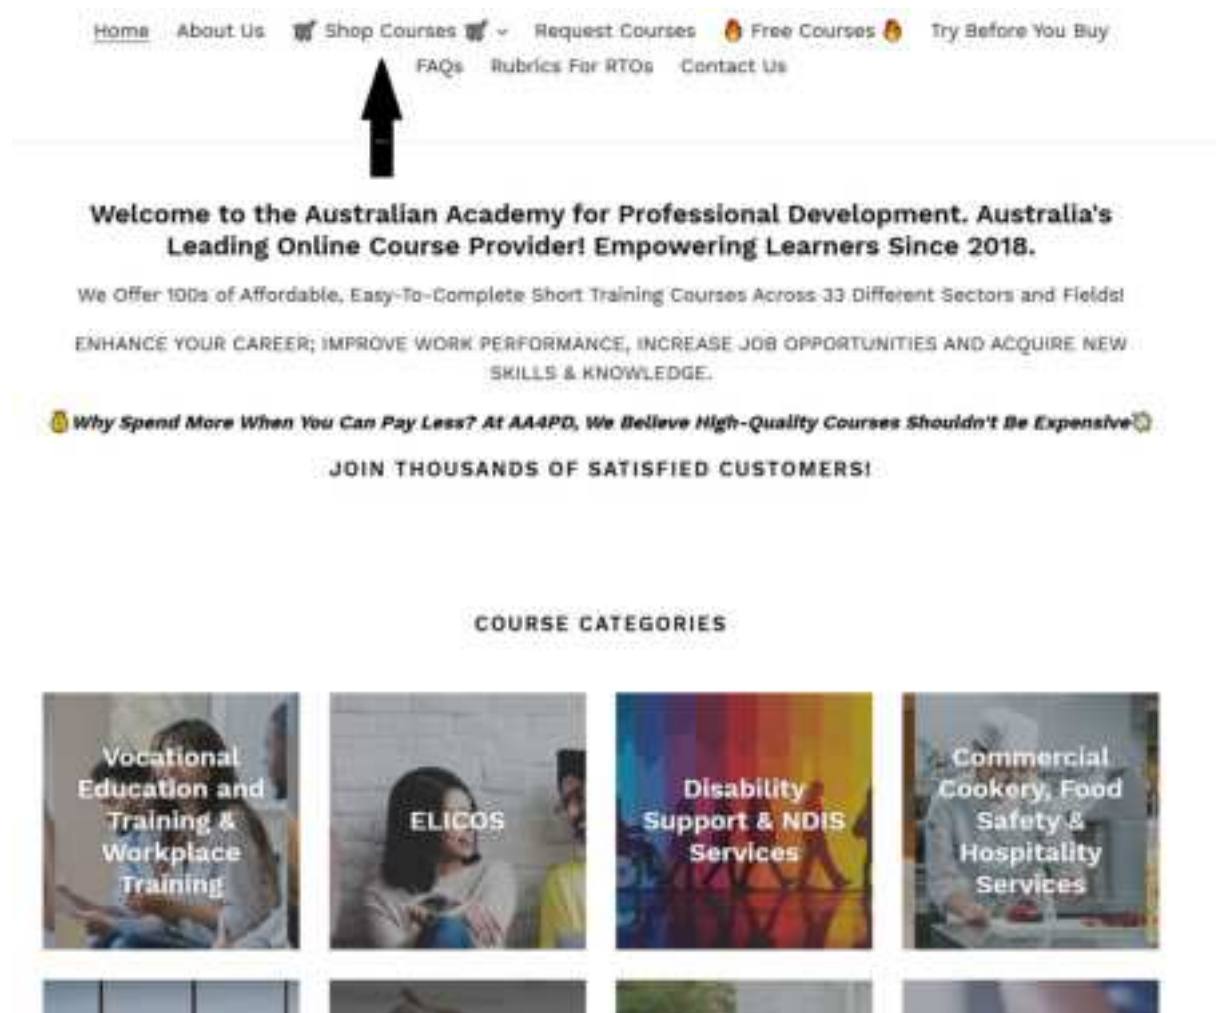 Home About Us 🛒 Shop Courses 🛒 Request Courses 🔥 Free Courses 🔥 Try Before You Buy
FAQs Rubrics For RTOs Contact Us
Welcome to the Australian Academy for Professional Development. Australia's
Leading Online Course Provider! Empowering Learners Since 2018.
We Offer 100s of Affordable, Easy-To-Complete Short Training Courses Across 33 Different Sectors and Fields!
ENHANCE YOUR CAREER; IMPROVE WORK PERFORMANCE, INCREASE JOB OPPORTUNITIES AND ACQUIRE NEW
SKILLS & KNOWLEDGE.
💰Why Spend More When You Can Pay Less? At AA4PD, We Believe High-Quality Courses Shouldn't Be Expensive💸
JOIN THOUSANDS OF SATISFIED CUSTOMERS!
COURSE CATEGORIES
Vocational
Education and
Training &
Workplace
Training
ELICOS
Disability
Support & NDIS
Services
Commercial
Cookery, Food
Safety &
Hospitality
Services